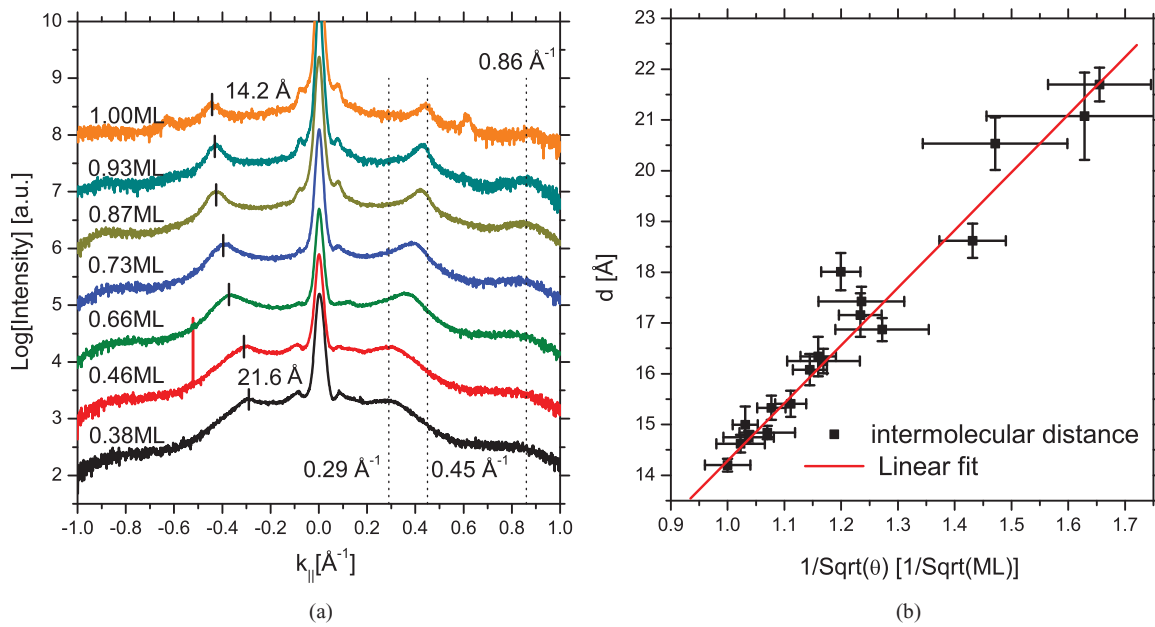 10
9
8
7
6
5
4
3
2
Log[Intensity] [a.u.]
0.86 Å-1
14.2 Å
1.00ML
0.93ML
0.87ML
0.73ML
0.66ML
0.46ML
21.6 Å
0.38ML
0.29 Å-1 0.45 Å-1
-1.0 -0.8 -0.6 -0.4 -0.2 0.0 0.2 0.4 0.6 0.8 1.0
k||[Å-1]
(a)
23
22
21
20
19
18
17
16
15
14
d [Å]
intermolecular distance
Linear fit
0.9 1.0 1.1 1.2 1.3 1.4 1.5 1.6 1.7
1/Sqrt(θ) [1/Sqrt(ML)]
(b)